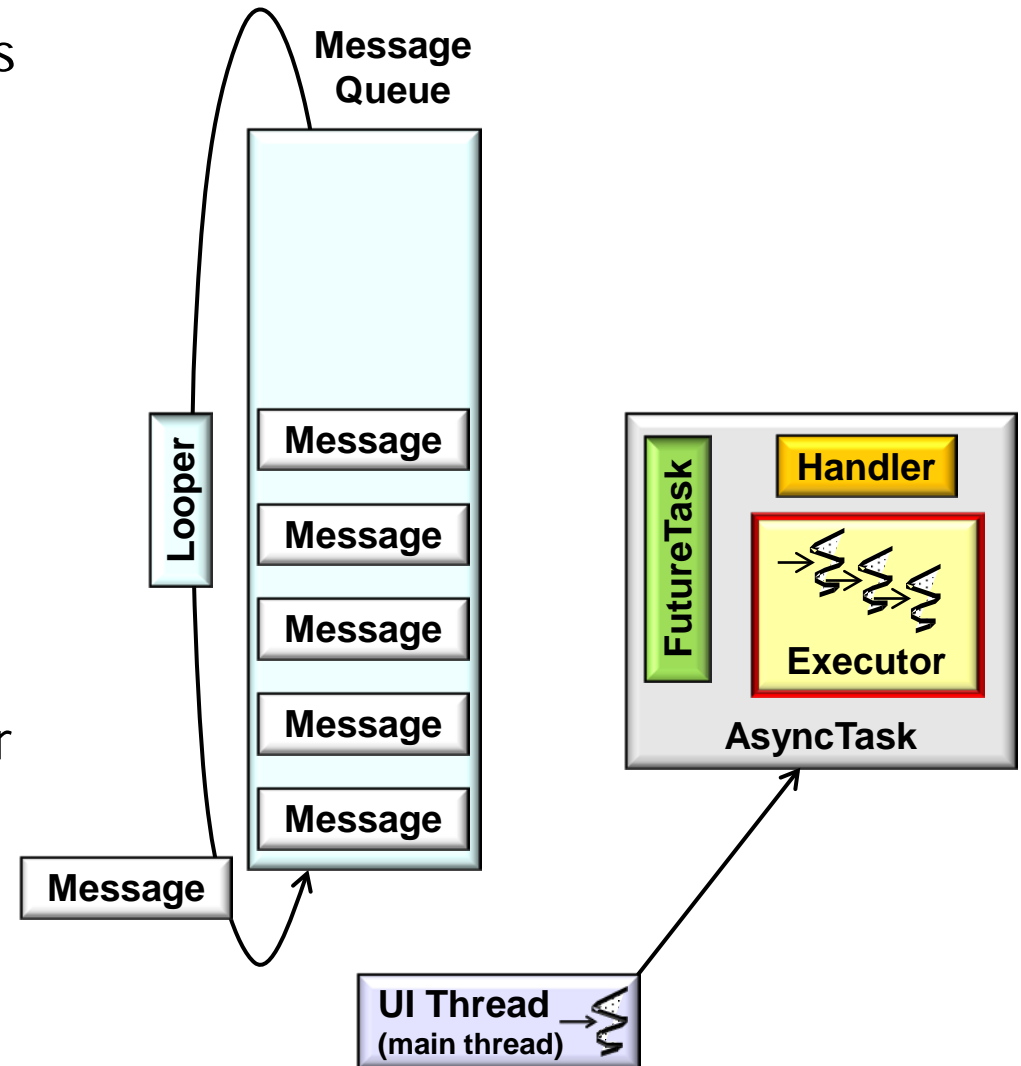 s
Message
Queue
Looper
Message
Message
Message
Message
Message
Message
r
FutureTask
Handler
Executor
AsyncTask
UI Thread
(main thread)